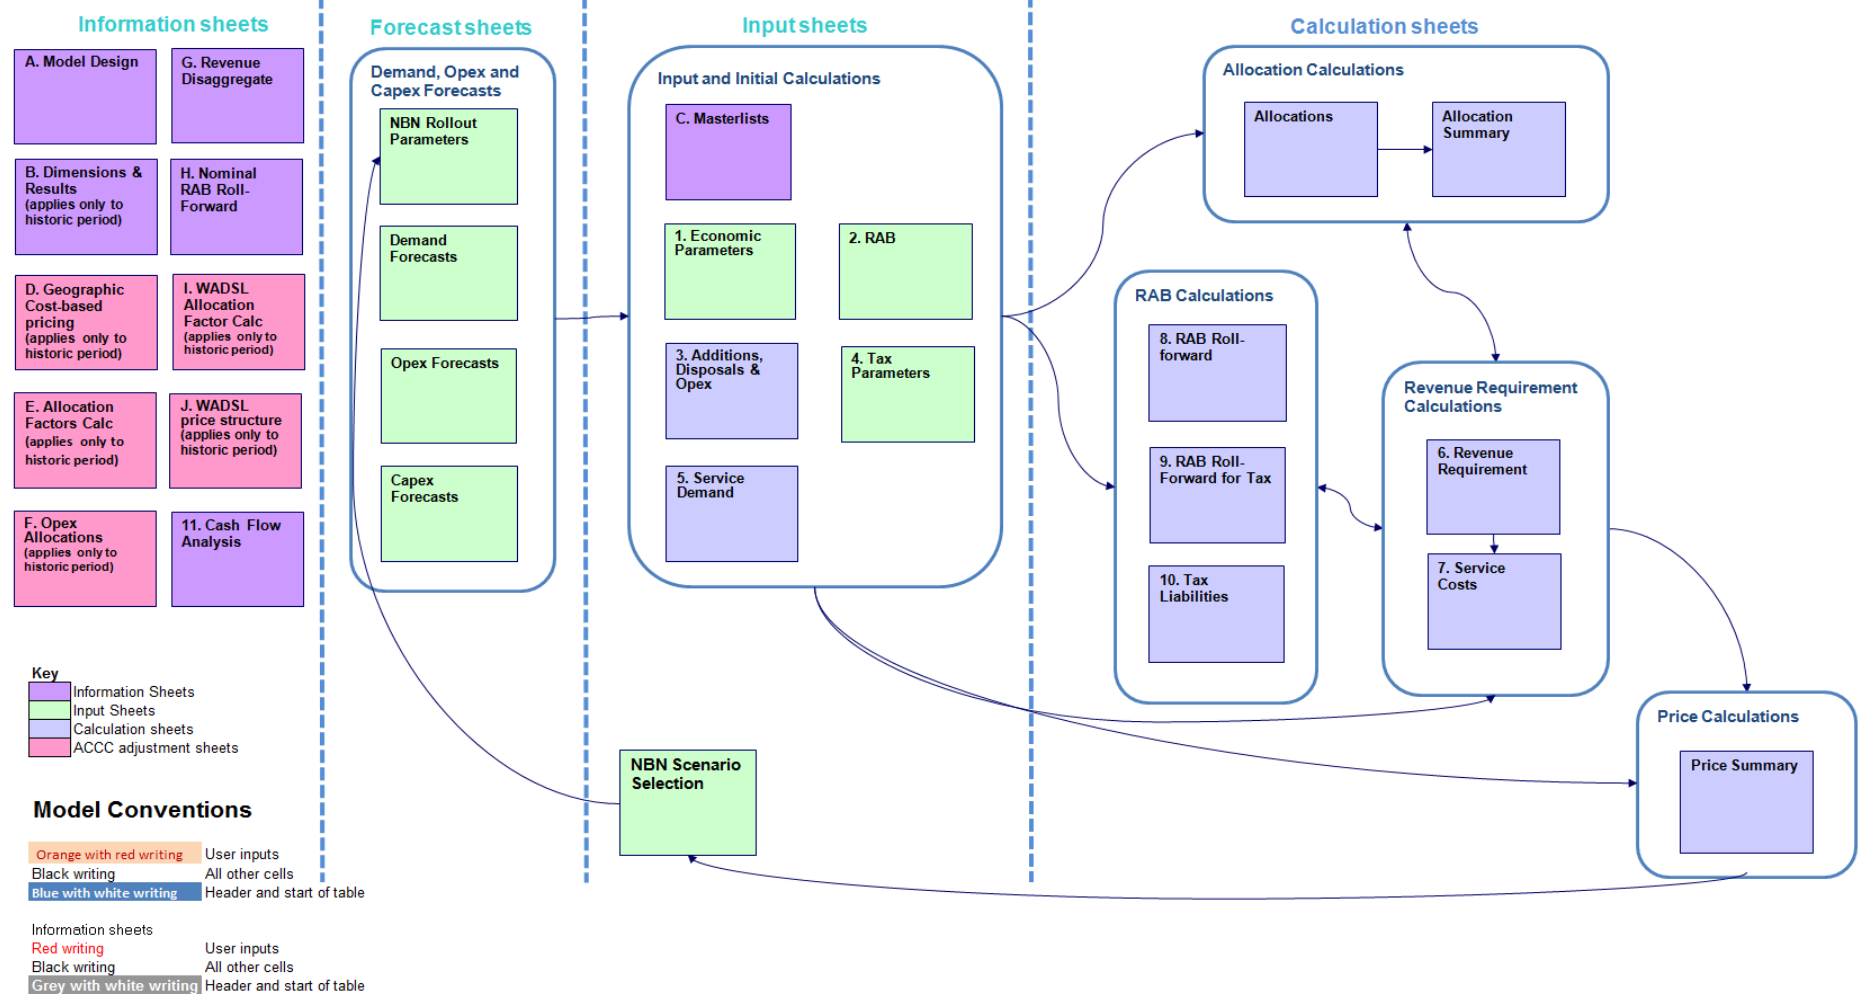 Information sheets
A. Model Design
G. Revenue
Disaggregate
B. Dimensions &
Results
(applies only to
historic period)
H. Nominal
RAB Roll-
Forward
D. Geographic
Cost-based
pricing
(applies only to
historic period)
I. WADSL
Allocation
Factor Calc
(applies only to
historic period)
E. Allocation
Factors Calc
(applies only to
historic period)
J. WADSL
price structure
(applies only to
historic period)
F. Opex
Allocations
(applies only to
historic period)
11. Cash Flow
Analysis
Forecast sheets
Demand, Opex and
Capex Forecasts
NBN Rollout
Parameters
Demand
Forecasts
Opex Forecasts
Capex
Forecasts
Input sheets
Input and Initial Calculations
C. Masterlists
1. Economic
Parameters
2. RAB
3. Additions,
Disposals &
Opex
4. Tax
Parameters
5. Service
Demand
NBN Scenario
Selection
Calculation sheets
Allocation Calculations
Allocations
Allocation
Summary
RAB Calculations
8. RAB Roll-
forward
9. RAB Roll-
Forward for Tax
10. Tax
Liabilities
Revenue Requirement
Calculations
6. Revenue
Requirement
7. Service
Costs
Price Calculations
Price Summary
Key
Information Sheets
Input Sheets
Calculation sheets
ACCC adjustment sheets
Model Conventions
Orange with red writing User inputs
Black writing All other cells
Blue with white writing Header and start of table
Information sheets
Red writing User inputs
Black writing All other cells
Grey with white writing Header and start of table